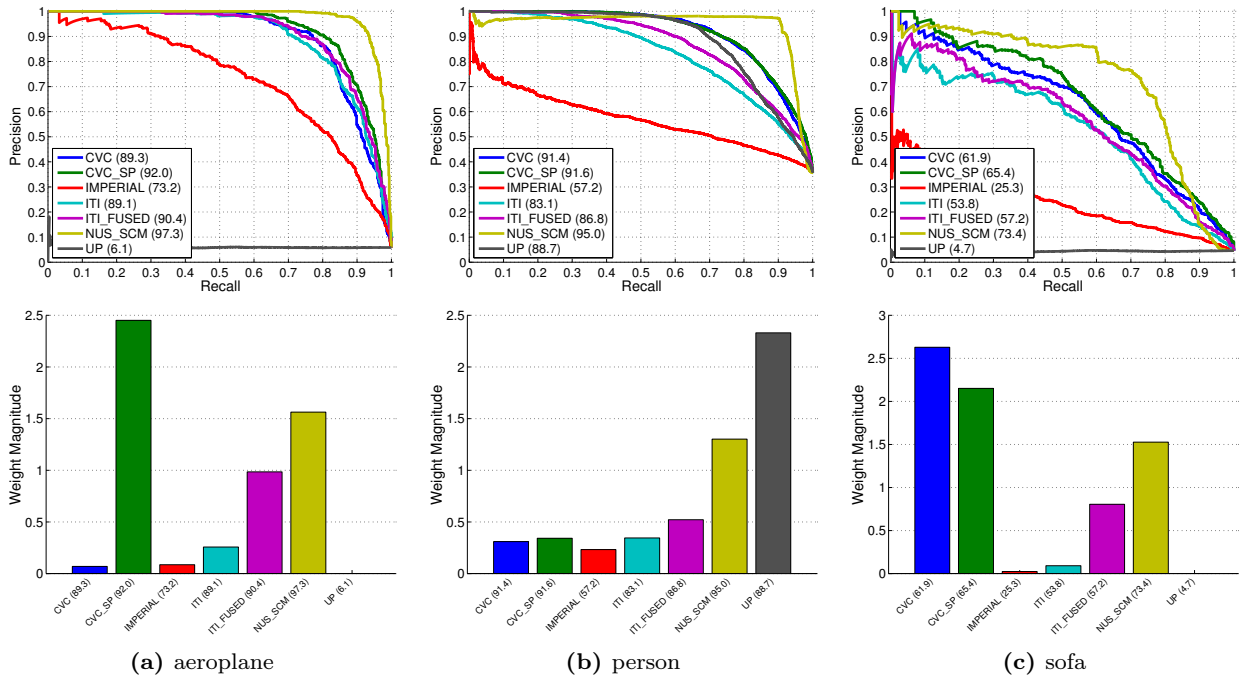 1
0.9
0.8
0.7
0.6
0.5
0.4
0.3
0.2
0.1
0
Precision
CVC (89.3)
CVC_SP (92.0)
IMPERIAL (73.2)
ITI (89.1)
ITI_FUSED (90.4)
NUS_SCM (97.3)
UP (6.1)
0 0.1 0.2 0.3 0.4 0.5 0.6 0.7 0.8 0.9 1
Recall
1
0.9
0.8
0.7
0.6
0.5
0.4
0.3
0.2
0.1
0
Precision
CVC (91.4)
CVC_SP (91.6)
IMPERIAL (57.2)
ITI (83.1)
ITI_FUSED (86.8)
NUS_SCM (95.0)
UP (88.7)
0 0.1 0.2 0.3 0.4 0.5 0.6 0.7 0.8 0.9 1
Recall
1
0.9
0.8
0.7
0.6
0.5
0.4
0.3
0.2
0.1
0
Precision
CVC (61.9)
CVC_SP (65.4)
IMPERIAL (25.3)
ITI (53.8)
ITI_FUSED (57.2)
NUS_SCM (73.4)
UP (4.7)
0 0.1 0.2 0.3 0.4 0.5 0.6 0.7 0.8 0.9 1
Recall
2.5
2
1.5
1
0.5
0
Weight Magnitude
CVC (89.3)
CVC_SP (92.0)
IMPERIAL (73.2)
ITI (89.1)
ITI_FUSED (90.4)
NUS_SCM (97.3)
UP (6.1)
(a) aeroplane
2.5
2
1.5
1
0.5
0
Weight Magnitude
CVC (91.4)
CVC_SP (91.6)
IMPERIAL (57.2)
ITI (83.1)
ITI_FUSED (86.8)
NUS_SCM (95.0)
UP (88.7)
(b) person
3
2.5
2
1.5
1
0.5
0
Weight Magnitude
CVC (61.9)
CVC_SP (65.4)
IMPERIAL (25.3)
ITI (53.8)
ITI_FUSED (57.2)
NUS_SCM (73.4)
UP (4.7)
(c) sofa